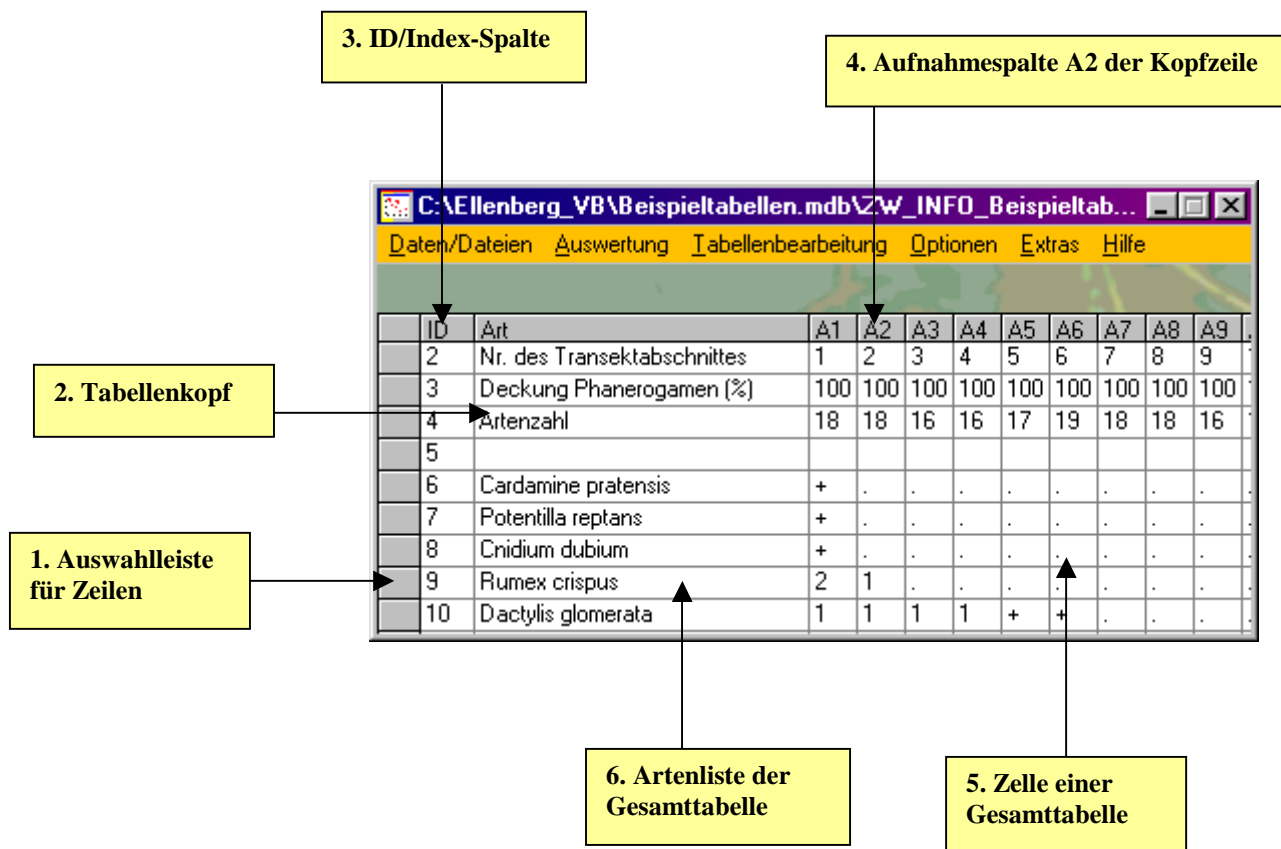 3. ID/Index-Spalte
4. Aufnahmespalte A2 der Kopfzeile
C:\Ellenberg_VB\Beispieltabellen.mdb\ZW_INFO_Beispieltab...
Daten/Dateien Auswertung Tabellenbearbeitung Optionen Extras Hilfe
ID Art A1 A2 A3 A4 A5 A6 A7 A8 A9
2 Nr. des Transektabschnittes 1 2 3 4 5 6 7 8 9
3 Deckung Phanerogamen (%) 100 100 100 100 100 100 100 100 100
4 Artenzahl 18 18 16 16 17 19 18 18 16
5
6 Cardamine pratensis + . . . . . . . .
7 Potentilla reptans + . . . . . . . .
8 Cnidium dubium + . . . . . . . .
9 Rumex crispus 2 1 . . . . . . .
10 Dactylis glomerata 1 1 1 1 + + . . .
2. Tabellenkopf
1. Auswahlleiste
für Zeilen
6. Artenliste der
Gesamttabelle
5. Zelle einer
Gesamttabelle